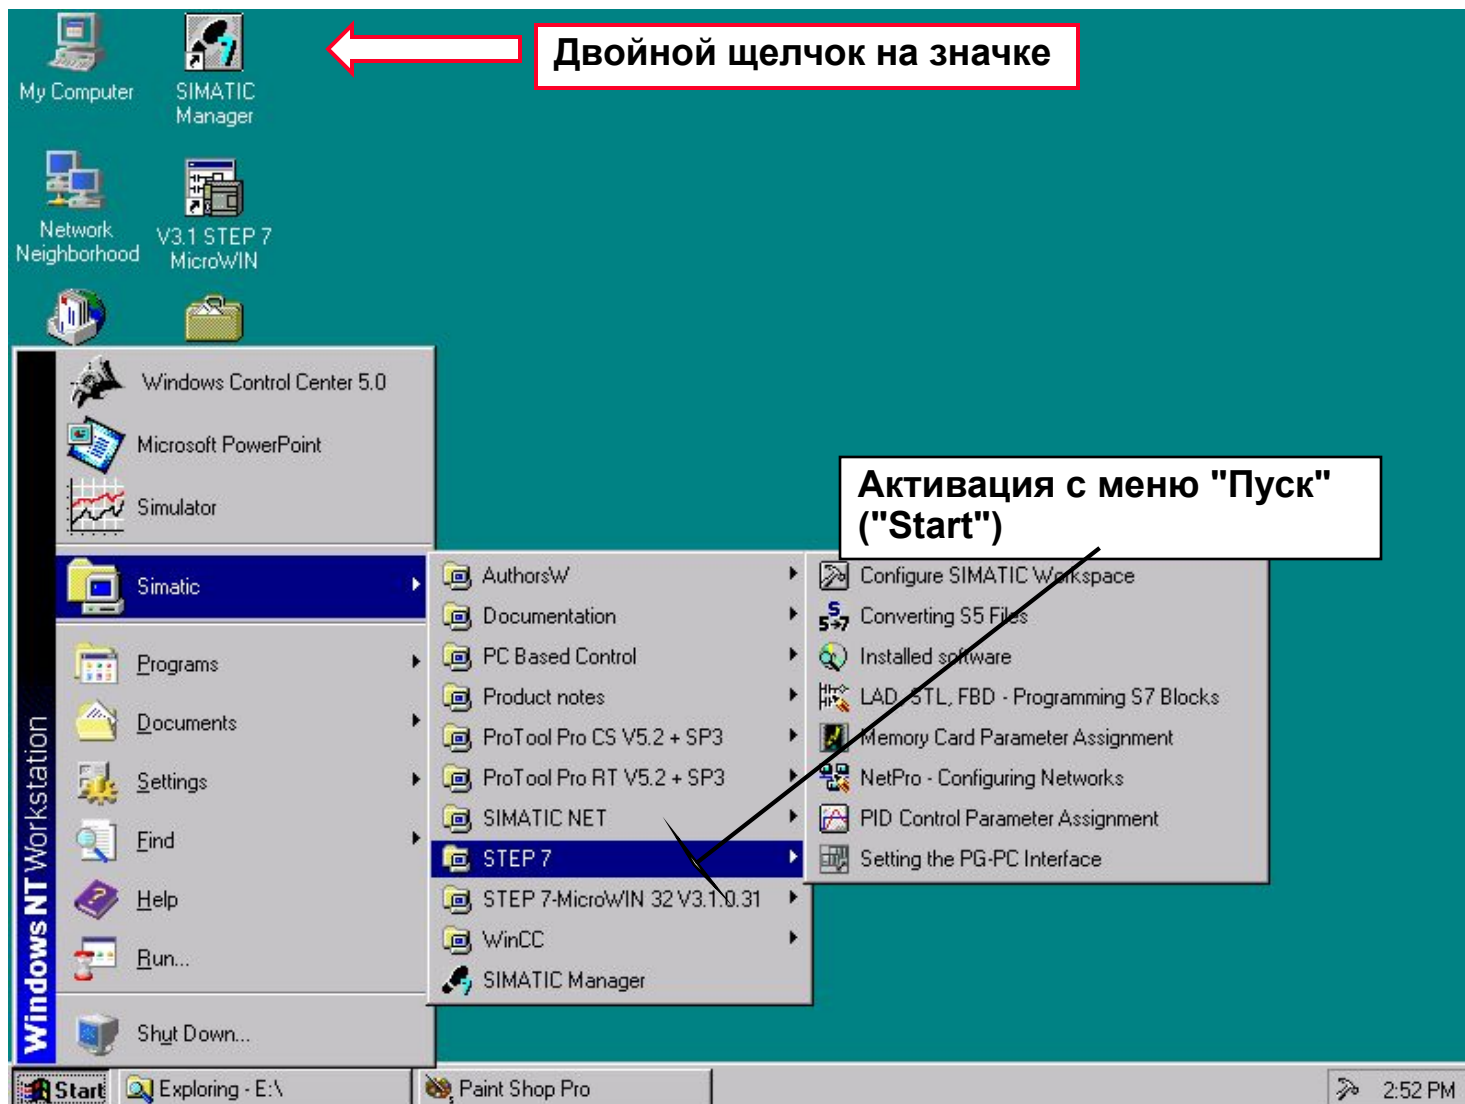 Двойной щелчок на значке
My Computer
SIMATIC
Manager
Network
Neighborhood
V3.1 STEP 7
MicroWIN
Windows Control Center 5.0
Microsoft PowerPoint
Simulator
Активация с меню "Пуск"
("Start")
Simatic
Programs
Documents
Settings
Find
Help
Run...
Shut Down...
Windows NT Workstation
AuthorsW
Documentation
PC Based Control
Product notes
ProTool Pro CS V5.2 + SP3
ProTool Pro RT V5.2 + SP3
SIMATIC NET
STEP 7
STEP 7-MicroWIN 32 V3.1.0.31
WinCC
SIMATIC Manager
Configure SIMATIC Workspace
Converting S5 Files
Installed software
LAD, STL, FBD - Programming S7 Blocks
Memory Card Parameter Assignment
NetPro - Configuring Networks
PID Control Parameter Assignment
Setting the PG-PC Interface
Start
Exploring - E:\
Paint Shop Pro
2:52 PM